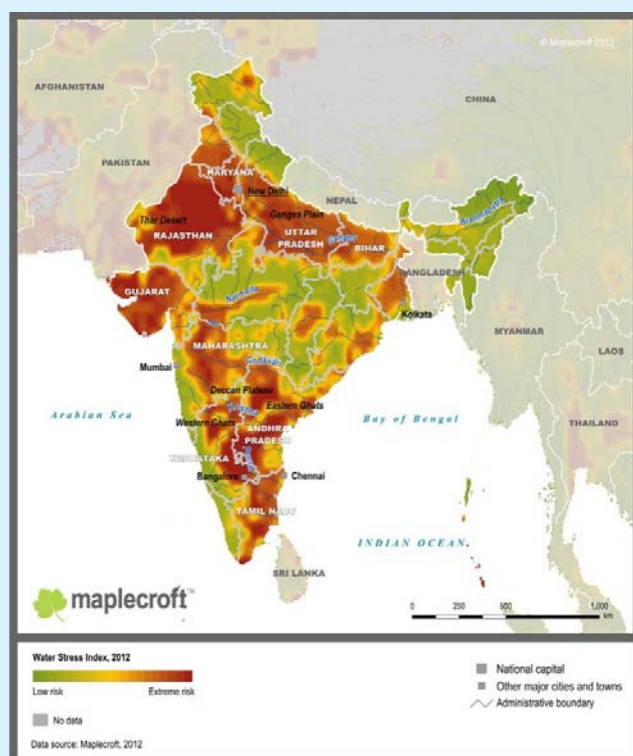 © Maplecroft 2012
AFGHANISTAN
CHINA
PAKISTAN
HARYANA
New Delhi
NEPAL
Brahmaputra
Thar Desert
Ganges Plain
RAJASTHAN
UTTAR
PRADESH
Ganges
BIHAR
BANGLADESH
GUJARAT
Narmada
Kolkata
MYANMAR
LAOS
MAHARASHTRA
Mumbai
Godavari
Deccan Plateau
Arabian Sea
Krishna
Eastern Ghats
Bay of Bengal
Western Ghats
ANDHRA
PRADESH
THAILAND
KARNATAKA
Bangalore
Chennai
TAMIL NADU
INDIAN OCEAN
SRI LANKA
maplecroft™
0 250 500 1,000
km
Water Stress Index, 2012
Low risk Extreme risk
No data
Data source: Maplecroft, 2012
National capital
Other major cities and towns
Administrative boundary